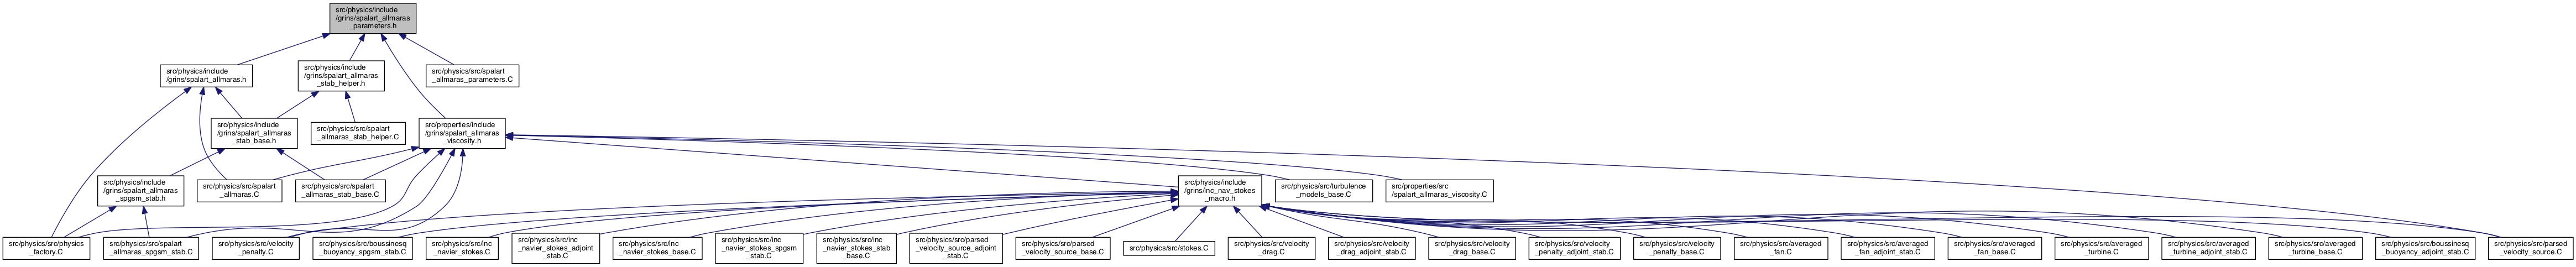 src/physics/include
/grins/spalart_allmaras
_parameters.h
src/physics/include
/grins/spalart_allmaras.h
src/physics/include
/grins/spalart_allmaras
_stab_helper.h
src/physics/src/spalart
_allmaras_parameters.C
src/physics/include
/grins/spalart_allmaras
_stab_base.h
src/physics/src/spalart
_allmaras_stab_helper.C
src/properties/include
/grins/spalart_allmaras
_viscosity.h
src/physics/include
/grins/spalart_allmaras
_spgsm_stab.h
src/physics/src/spalart
_allmaras.C
src/physics/src/spalart
_allmaras_stab_base.C
src/physics/include
/grins/inc_nav_stokes
_macro.h
src/physics/src/turbulence
_models_base.C
src/properties/src
/spalart_allmaras_viscosity.C
src/physics/src/physics
_factory.C
src/physics/src/spalart
_allmaras_spgsm_stab.C
src/physics/src/velocity
_penalty.C
src/physics/src/boussinesq
_buoyancy_spgsm_stab.C
src/physics/src/inc
_navier_stokes.C
src/physics/src/inc
_navier_stokes_adjoint
_stab.C
src/physics/src/inc
_navier_stokes_base.C
src/physics/src/inc
_navier_stokes_spgsm
_stab.C
src/physics/src/inc
_navier_stokes_stab
_base.C
src/physics/src/parsed
_velocity_source_adjoint
_stab.C
src/physics/src/parsed
_velocity_source_base.C
src/physics/src/stokes.C
src/physics/src/velocity
_drag.C
src/physics/src/velocity
_drag_adjoint_stab.C
src/physics/src/velocity
_drag_base.C
src/physics/src/velocity
_penalty_adjoint_stab.C
src/physics/src/velocity
_penalty_base.C
src/physics/src/averaged
_fan.C
src/physics/src/averaged
_fan_adjoint_stab.C
src/physics/src/averaged
_fan_base.C
src/physics/src/averaged
_turbine.C
src/physics/src/averaged
_turbine_adjoint_stab.C
src/physics/src/averaged
_turbine_base.C
src/physics/src/boussinesq
_buoyancy_adjoint_stab.C
src/physics/src/parsed
_velocity_source.C